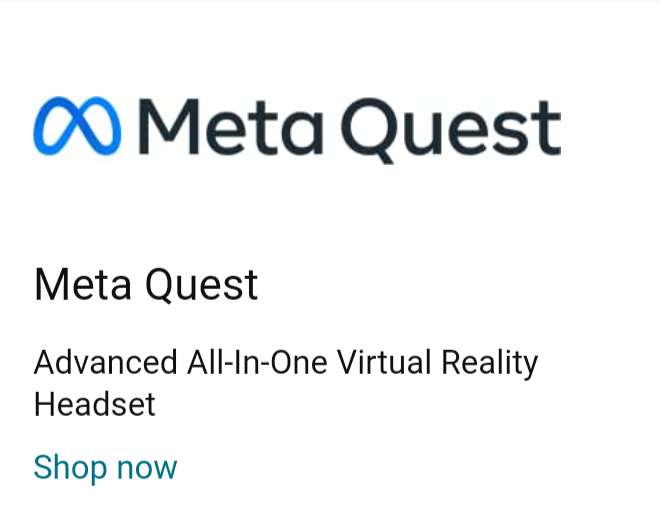 Meta Quest
Meta Quest
Advanced All-In-One Virtual Reality
Headset
Shop now